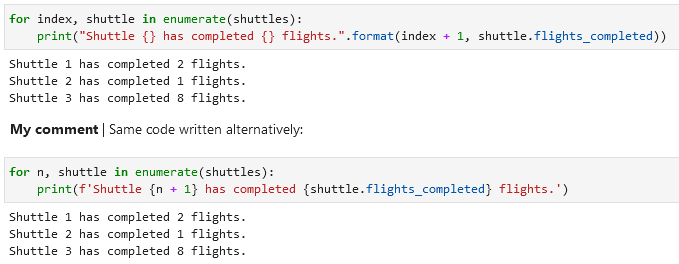 for index, shuttle in enumerate(shuttles):
    print("Shuttle {} has completed {} flights.".format(index + 1, shuttle.flights_completed))
Shuttle 1 has completed 2 flights.
Shuttle 2 has completed 1 flights.
Shuttle 3 has completed 8 flights.
My comment | Same code written alternatively:
for n, shuttle in enumerate(shuttles):
    print(f'Shuttle {n + 1} has completed {shuttle.flights_completed} flights.')
Shuttle 1 has completed 2 flights.
Shuttle 2 has completed 1 flights.
Shuttle 3 has completed 8 flights.